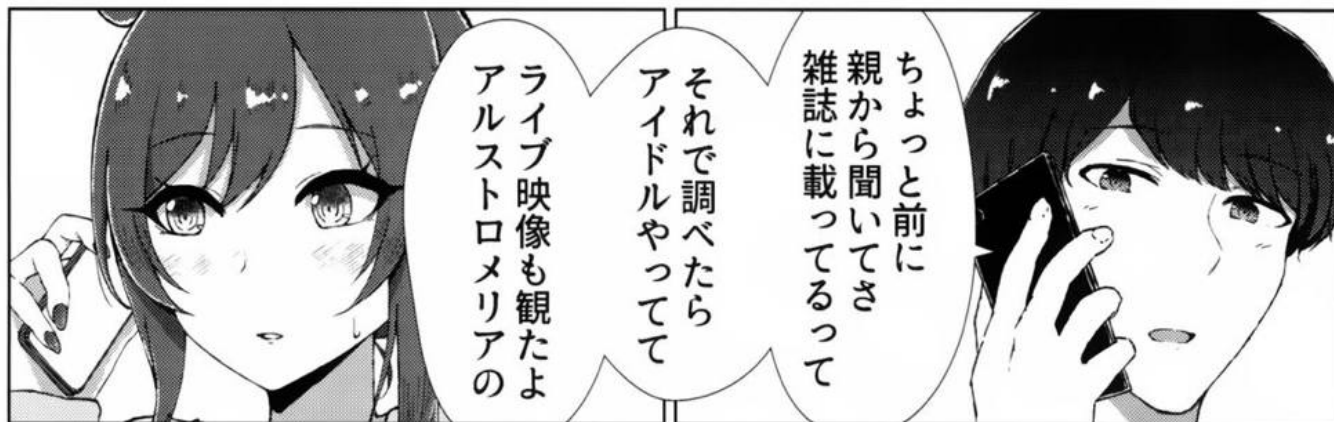 ちょっと前に
親から聞いてさ
雑誌に載ってるって
それで調べたら
アイドルやってて
ライブ映像も観たよ
アルストロメリアの